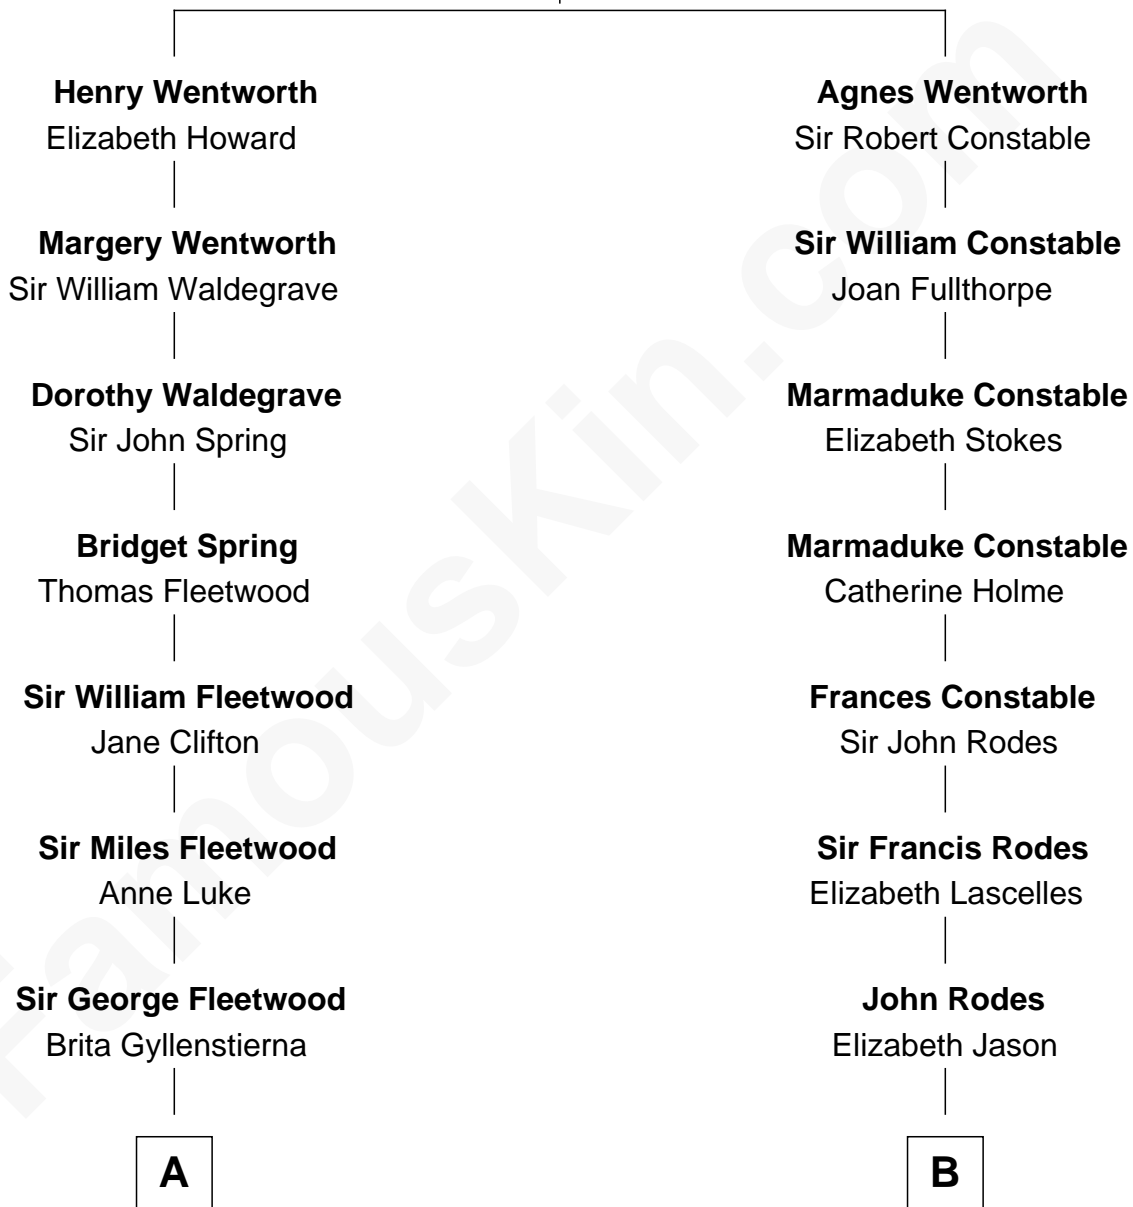 Henry Wentworth
Elizabeth Howard
Margery Wentworth
Sir William Waldegrave
Dorothy Waldegrave
Sir John Spring
Bridget Spring
Thomas Fleetwood
Sir William Fleetwood
Jane Clifton
Sir Miles Fleetwood
Anne Luke
Sir George Fleetwood
Brita Gyllenstierna
A
Agnes Wentworth
Sir Robert Constable
Sir William Constable
Joan Fullthorpe
Marmaduke Constable
Elizabeth Stokes
Marmaduke Constable
Catherine Holme
Frances Constable
Sir John Rodes
Sir Francis Rodes
Elizabeth Lascelles
John Rodes
Elizabeth Jason
B
FamousKin.com